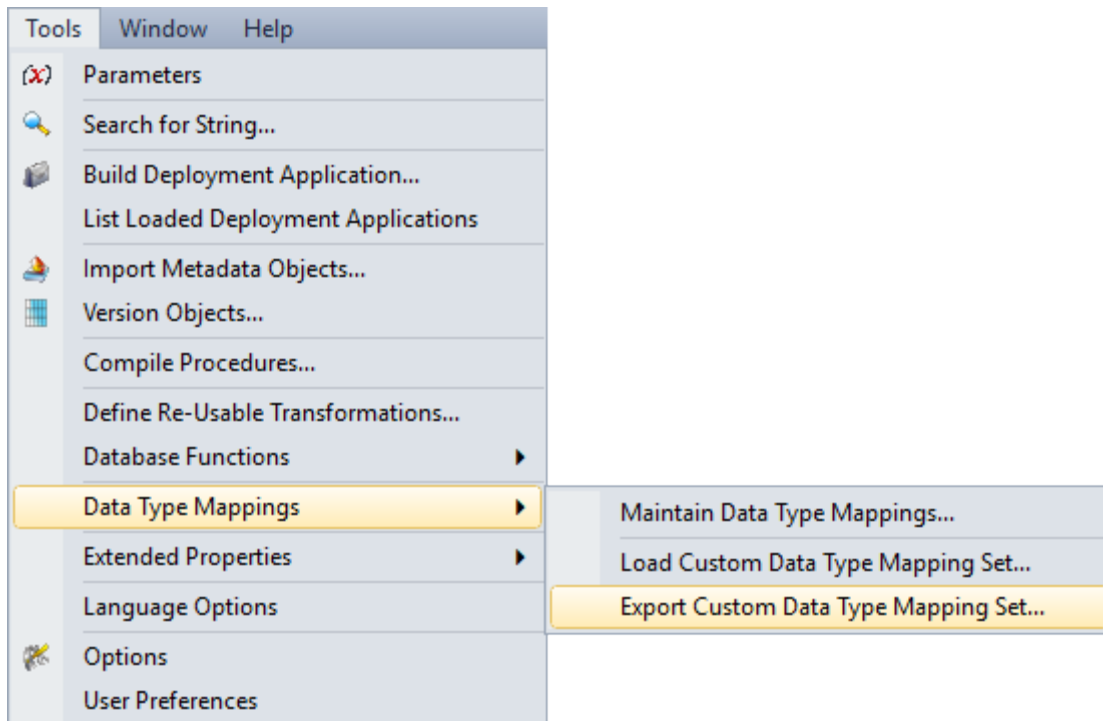 Tools Window Help
(x) Parameters
Search for String...
Build Deployment Application...
List Loaded Deployment Applications
Import Metadata Objects...
Version Objects...
Compile Procedures...
Define Re-Usable Transformations...
Database Functions
Data Type Mappings
Maintain Data Type Mappings...
Load Custom Data Type Mapping Set...
Export Custom Data Type Mapping Set...
Extended Properties
Language Options
Options
User Preferences